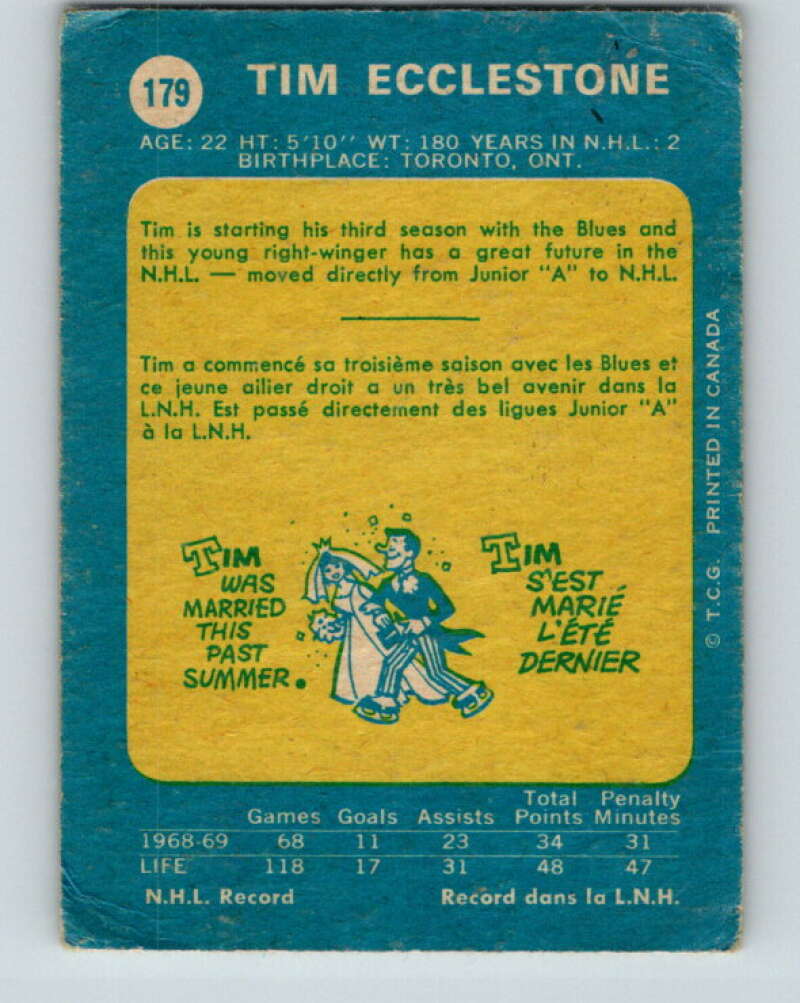 179 TIM ECCLESTONE
AGE: 22 HT: 5'10" WT: 180 YEARS IN N.H.L.: 2
BIRTHPLACE: TORONTO, ONT.
Tim is starting his third season with the Blues and
this young right-winger has a great future in the
N.H.L. — moved directly from Junior "A" to N.H.L.
Tim a commencé sa troisième saison avec les Blues et
ce jeune ailier droit a un très bel avenir dans la
L.N.H. Est passé directement des ligues Junior "A"
à la L.N.H.
TIM
WAS
MARRIED
THIS
PAST
SUMMER.
TIM
S'EST
MARIÉ
L'ÉTÉ
DERNIER
© T.C.G. PRINTED IN CANADA
Total Penalty
Games Goals Assists Points Minutes
1968-69 68 11 23 34 31
LIFE 118 17 31 48 47
N.H.L. Record Record dans la L.N.H.